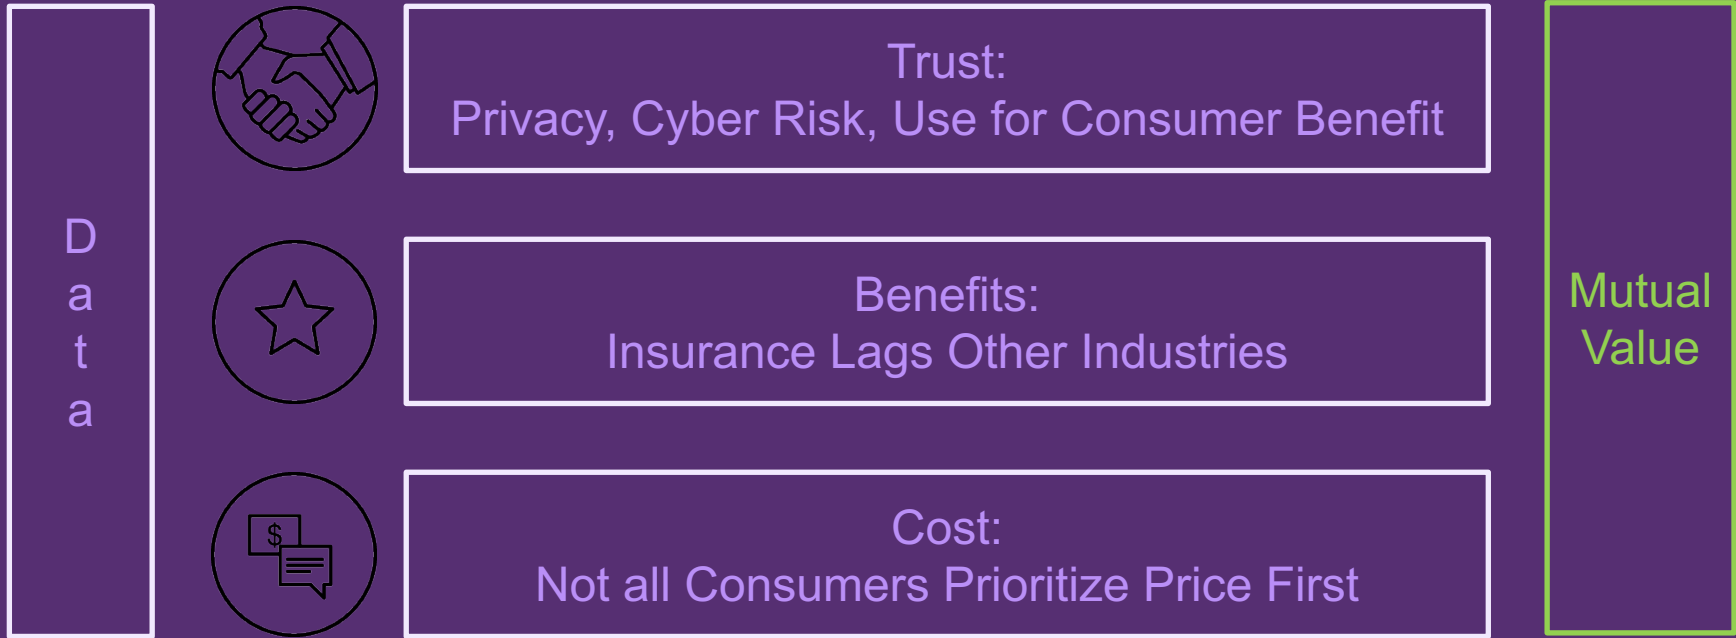 Data
Trust:
Privacy, Cyber Risk, Use for Consumer Benefit
Benefits:
Insurance Lags Other Industries
$
Cost:
Not all Consumers Prioritize Price First
Mutual
Value